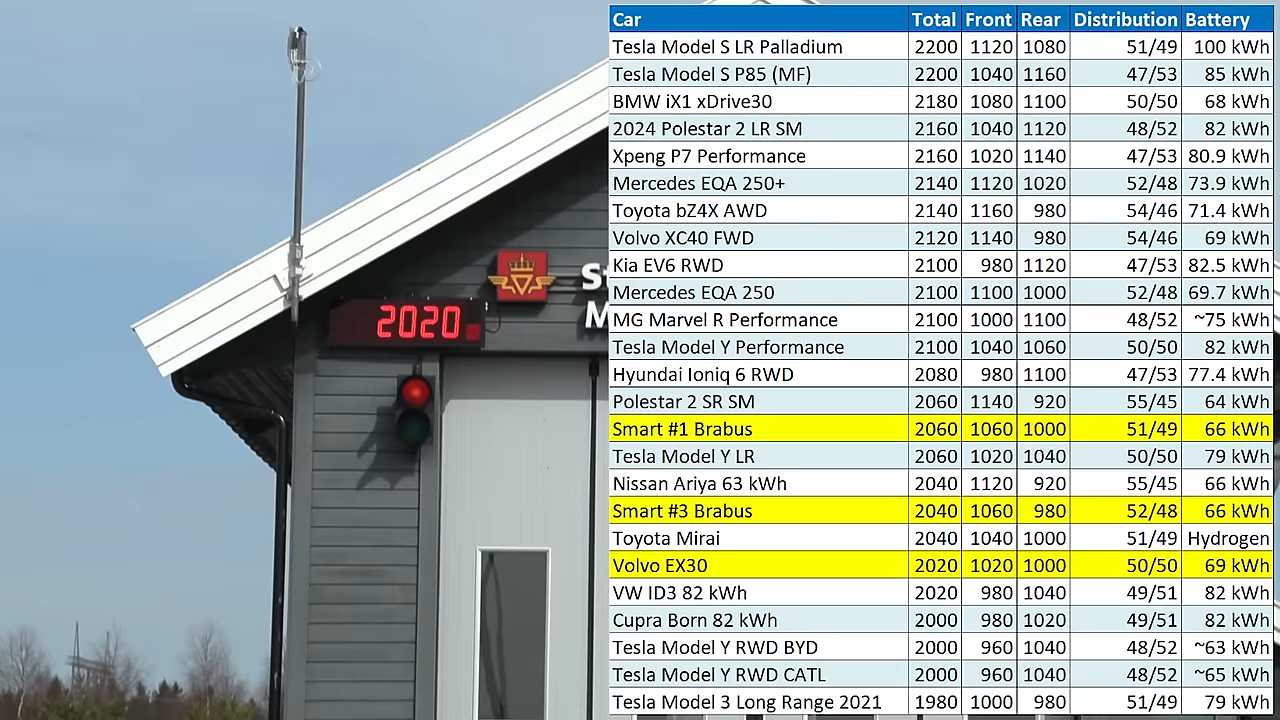 2020
St
M
Car Total Front Rear Distribution Battery
Tesla Model S LR Palladium 2200 1120 1080 51/49 100 kWh
Tesla Model S P85 (MF) 2200 1040 1160 47/53 85 kWh
BMW iX1 xDrive30 2180 1080 1100 50/50 68 kWh
2024 Polestar 2 LR SM 2160 1040 1120 48/52 82 kWh
Xpeng P7 Performance 2160 1020 1140 47/53 80.9 kWh
Mercedes EQA 250+ 2140 1120 1020 52/48 73.9 kWh
Toyota bZ4X AWD 2140 1160 980 54/46 71.4 kWh
Volvo XC40 FWD 2120 1140 980 54/46 69 kWh
Kia EV6 RWD 2100 980 1120 47/53 82.5 kWh
Mercedes EQA 250 2100 1100 1000 52/48 69.7 kWh
MG Marvel R Performance 2100 1000 1100 48/52 ~75 kWh
Tesla Model Y Performance 2100 1040 1060 50/50 82 kWh
Hyundai Ioniq 6 RWD 2080 980 1100 47/53 77.4 kWh
Polestar 2 SR SM 2060 1140 920 55/45 64 kWh
Smart #1 Brabus 2060 1060 1000 51/49 66 kWh
Tesla Model Y LR 2060 1020 1040 50/50 79 kWh
Nissan Ariya 63 kWh 2040 1120 920 55/45 66 kWh
Smart #3 Brabus 2040 1060 980 52/48 66 kWh
Toyota Mirai 2040 1040 1000 51/49 Hydrogen
Volvo EX30 2020 1020 1000 50/50 69 kWh
VW ID3 82 kWh 2020 980 1040 49/51 82 kWh
Cupra Born 82 kWh 2000 980 1020 49/51 82 kWh
Tesla Model Y RWD BYD 2000 960 1040 48/52 ~63 kWh
Tesla Model Y RWD CATL 2000 960 1040 48/52 ~65 kWh
Tesla Model 3 Long Range 2021 1980 1000 980 51/49 79 kWh